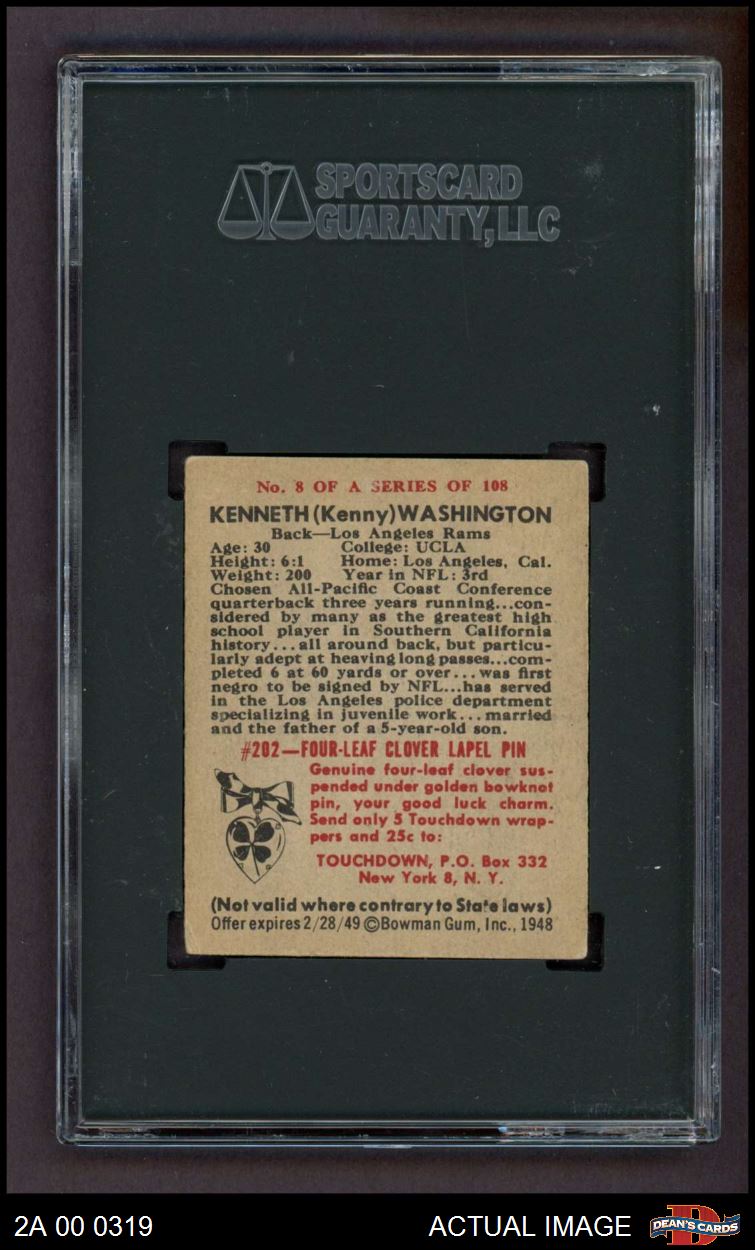 SPORTSCARD
GUARANTY, LLC
No. 8 OF A SERIES OF 108
KENNETH (Kenny) WASHINGTON
Back—Los Angeles Rams
Age: 30 College: UCLA
Height: 6:1 Home: Los Angeles, Cal.
Weight: 200 Year in NFL: 3rd
Chosen All-Pacific Coast Conference
quarterback three years running...con-
sidered by many as the greatest high
school player in Southern California
history...all around back, but particu-
larly adept at heaving long passes...com-
pleted 6 at 60 yards or over...was first
negro to be signed by NFL...has served
in the Los Angeles police department
specializing in juvenile work...married
and the father of a 5-year-old son.
#202—FOUR-LEAF CLOVER LAPEL PIN
Genuine four-leaf clover sus-
pended under golden bowknot
pin, your good luck charm.
Send only 5 Touchdown wrap-
pers and 25c to:
TOUCHDOWN, P.O. Box 332
New York 8, N. Y.
(Not valid where contrary to State laws)
Offer expires 2/28/49 ©Bowman Gum, Inc., 1948
2A 00 0319 ACTUAL IMAGE DEAN'S CARDS